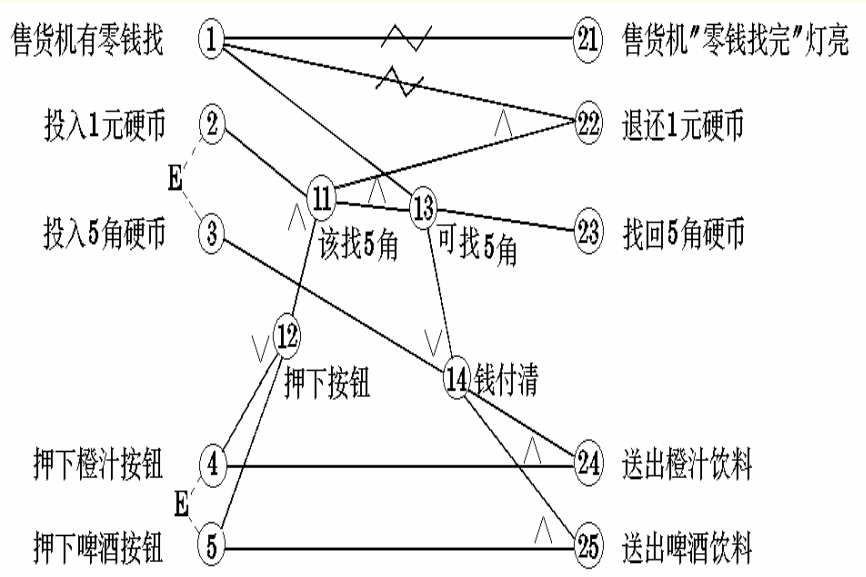 售货机有零钱找 1 21 售货机"零钱找完"灯亮
投入1元硬币 2 22 退还1元硬币
E
11 13
投入5角硬币 3 该找5角 可找5角 23 找回5角硬币
12
押下按钮 14 钱付清
押下橙汁按钮 4 24 送出橙汁饮料
E
押下啤酒按钮 5 25 送出啤酒饮料